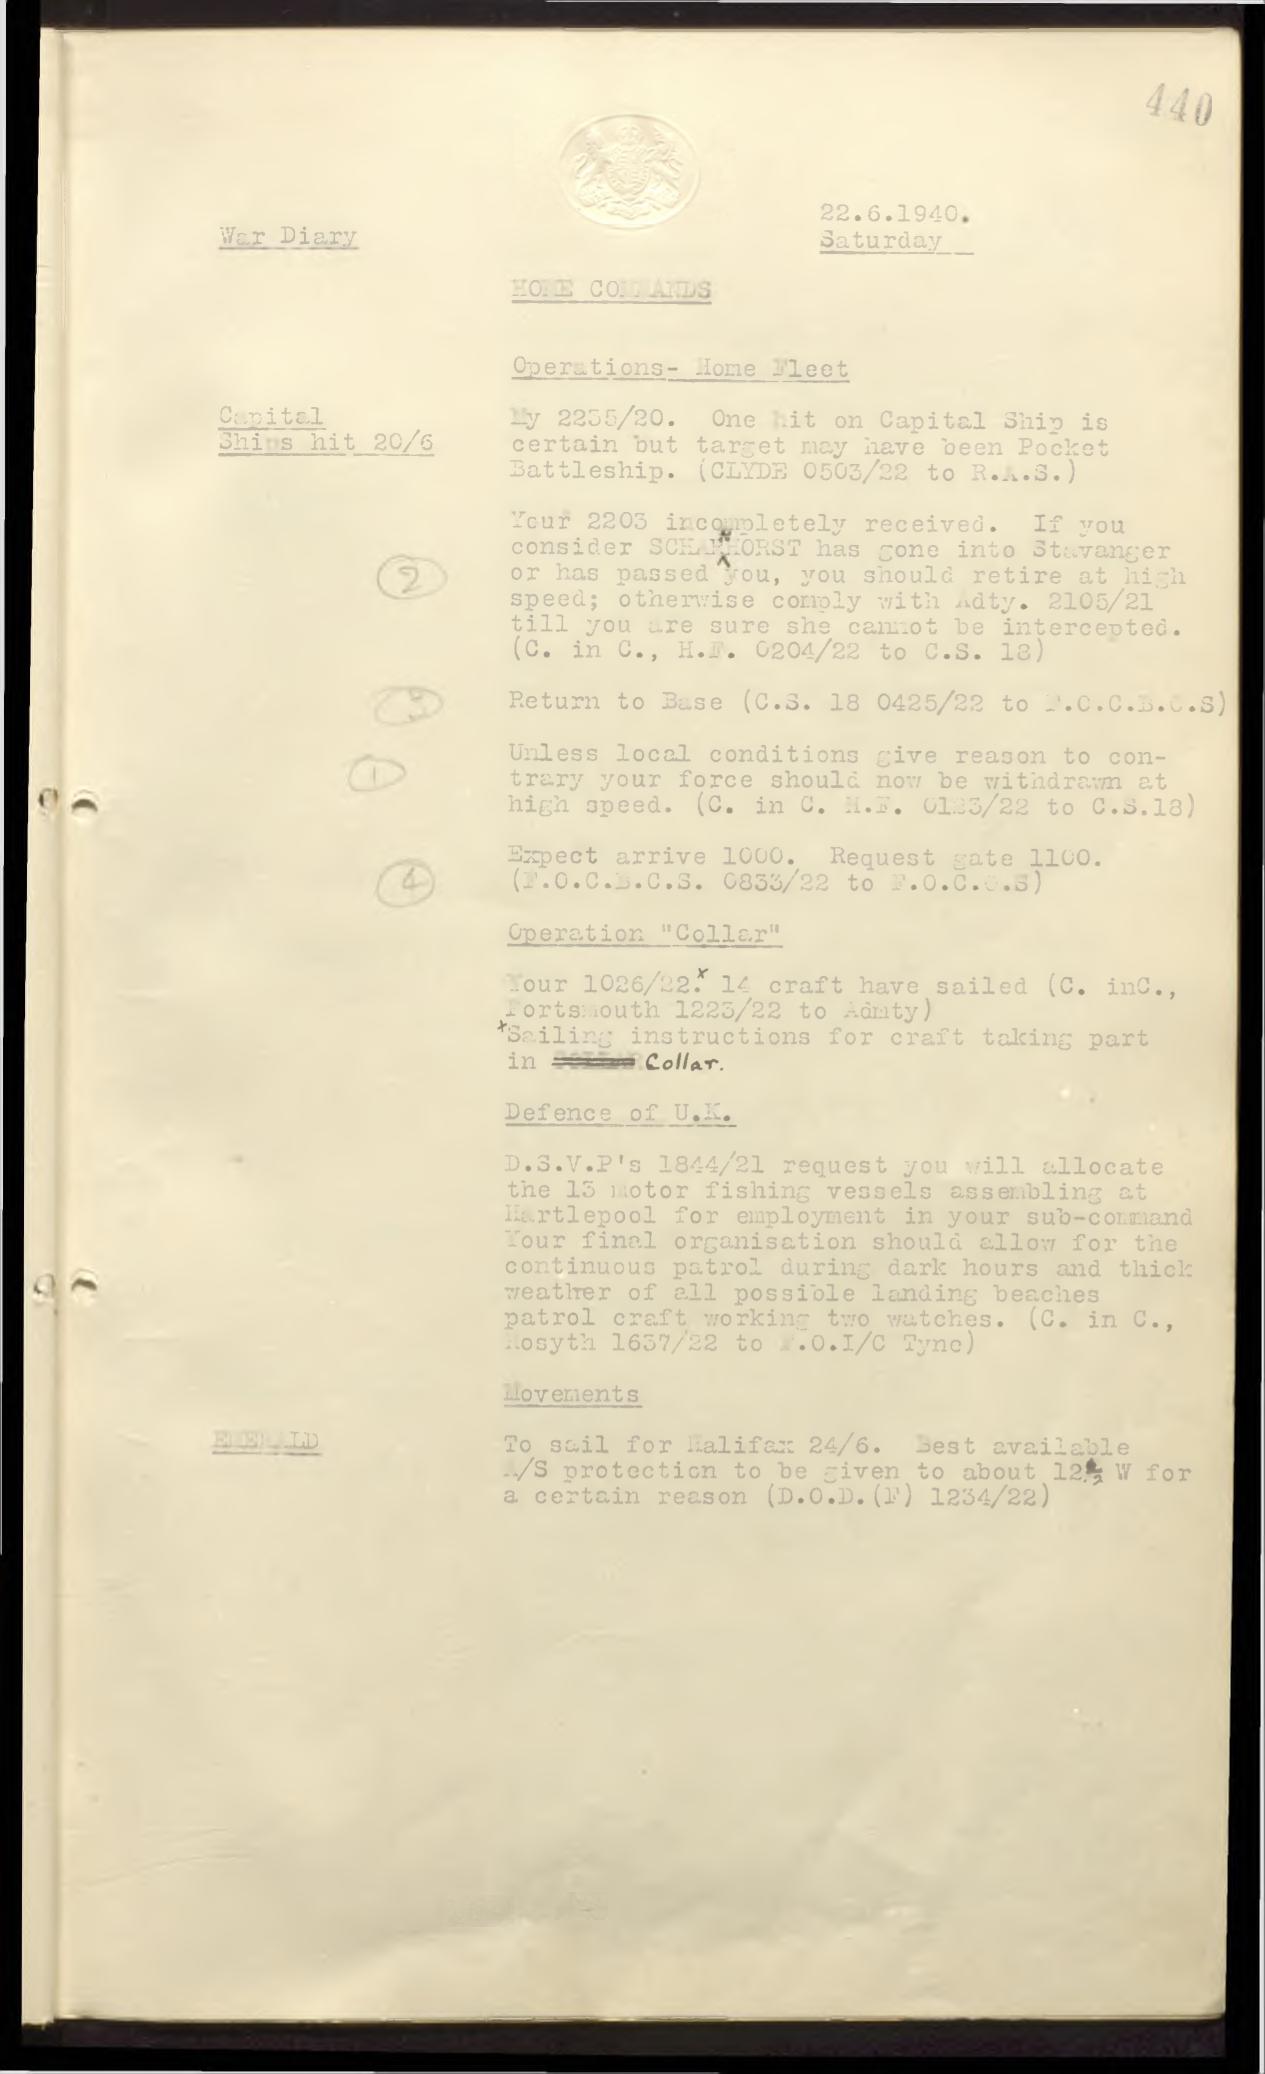 440
22.6.1940.
War Diary
Saturday
HOME COMMANDS
Operations- Home Fleet
Capital
Ships hit 20/6
My 2235/20. One hit on Capital Ship is
certain but target may have been Pocket
Battleship. (CLYDE 0503/22 to R.A.S.)
Your 2203 incompletely received. If you
consider SCHARNHORST has gone into Stavanger
2
or has passed you, you should retire at high
speed; otherwise comply with Adty. 2105/21
till you are sure she cannot be intercepted.
(C. in C., H.F. 0204/22 to C.S. 18)
3
Return to Base (C.S. 18 0425/22 to F.O.C.B.C.S)
1
Unless local conditions give reason to con-
trary your force should now be withdrawn at
high speed. (C. in C. H.F. 0123/22 to C.S.18)
4
Expect arrive 1000. Request gate 1100.
(F.O.C.B.C.S. 0833/22 to F.O.C.O.S)
Operation "Collar"
Your 1026/22.x 14 craft have sailed (C. inC.,
Portsmouth 1223/22 to Admty)
xSailing instructions for craft taking part
in Collar.
Defence of U.K.
D.S.V.P's 1844/21 request you will allocate
the 13 motor fishing vessels assembling at
Hartlepool for employment in your sub-command
Your final organisation should allow for the
continuous patrol during dark hours and thick
weather of all possible landing beaches
patrol craft working two watches. (C. in C.,
Rosyth 1637/22 to F.O.I/C Tyne)
Movements
EMERALD
To sail for Halifax 24/6. Best available
A/S protection to be given to about 12½ W for
a certain reason (D.O.D.(F) 1234/22)